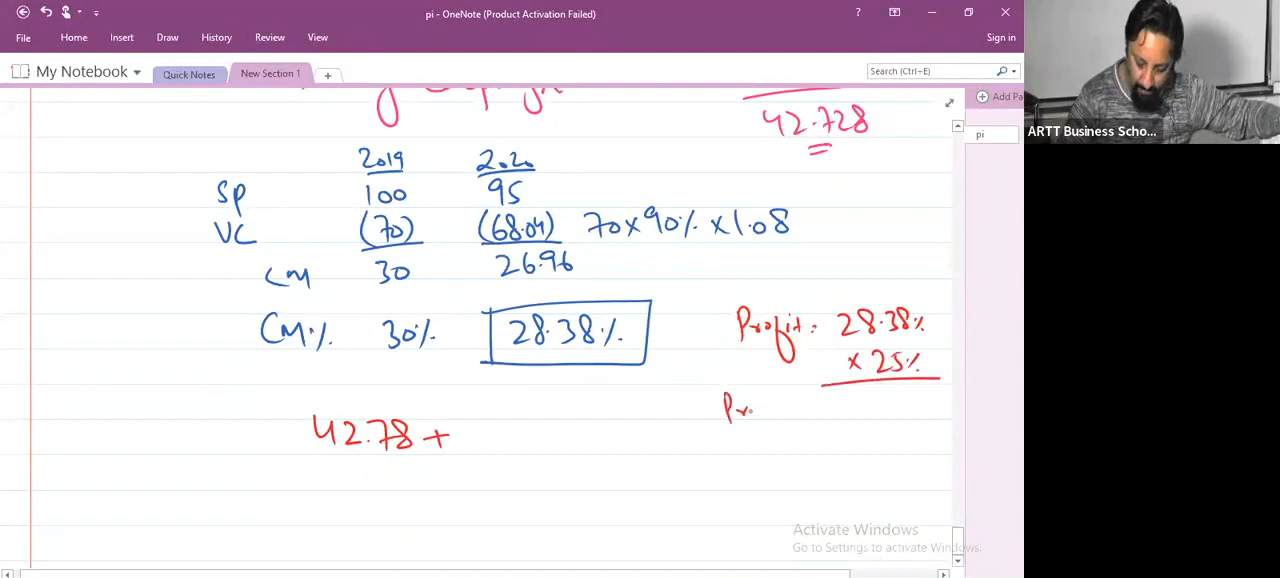 pi - OneNote (Product Activation Failed)
?
File Home Insert Draw History Review View Sign in
My Notebook Quick Notes New Section 1 + Search (Ctrl+E)
Add Pa
pi
ARTT Business Scho...
42.728
2019 2020
SP 100 95
VC (70) (68.04) 70 x 90% x 1.08
CM 30 26.96
CM% 30% 28.38%
Profit = 28.38%
x 25%
Pr.
42.78 +
Activate Windows
Go to Settings to activate Windows.